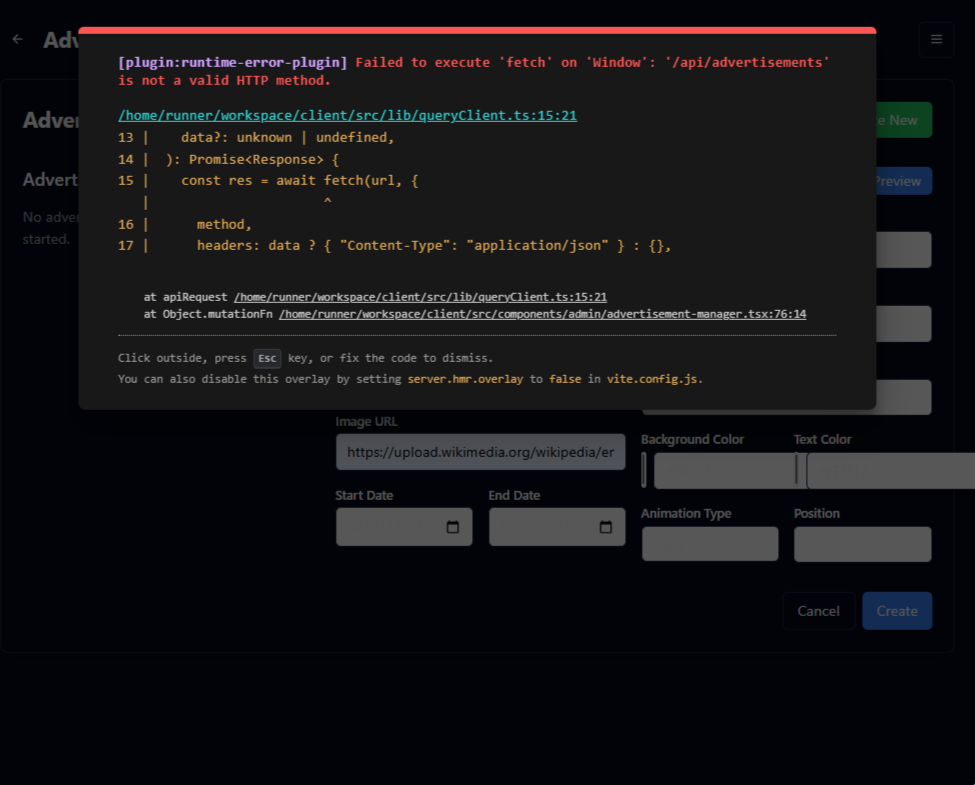 Adv
[plugin:runtime-error-plugin] Failed to execute 'fetch' on 'Window': '/api/advertisements'
is not a valid HTTP method.
/home/runner/workspace/client/src/lib/queryClient.ts:15:21
13 |    data?: unknown | undefined,
14 |  ): Promise<Response> {
15 |    const res = await fetch(url, {
   |                      ^
16 |      method,
17 |      headers: data ? { "Content-Type": "application/json" } : {},
at apiRequest /home/runner/workspace/client/src/lib/queryClient.ts:15:21
at Object.mutationFn /home/runner/workspace/client/src/components/admin/advertisement-manager.tsx:76:14
Click outside, press Esc key, or fix the code to dismiss.
You can also disable this overlay by setting server.hmr.overlay to false in vite.config.js.
Adver
e New
Advert
Preview
No adver
started.
Image URL
https://upload.wikimedia.org/wikipedia/er
Background Color
Text Color
Start Date
End Date
Animation Type
Position
Cancel
Create